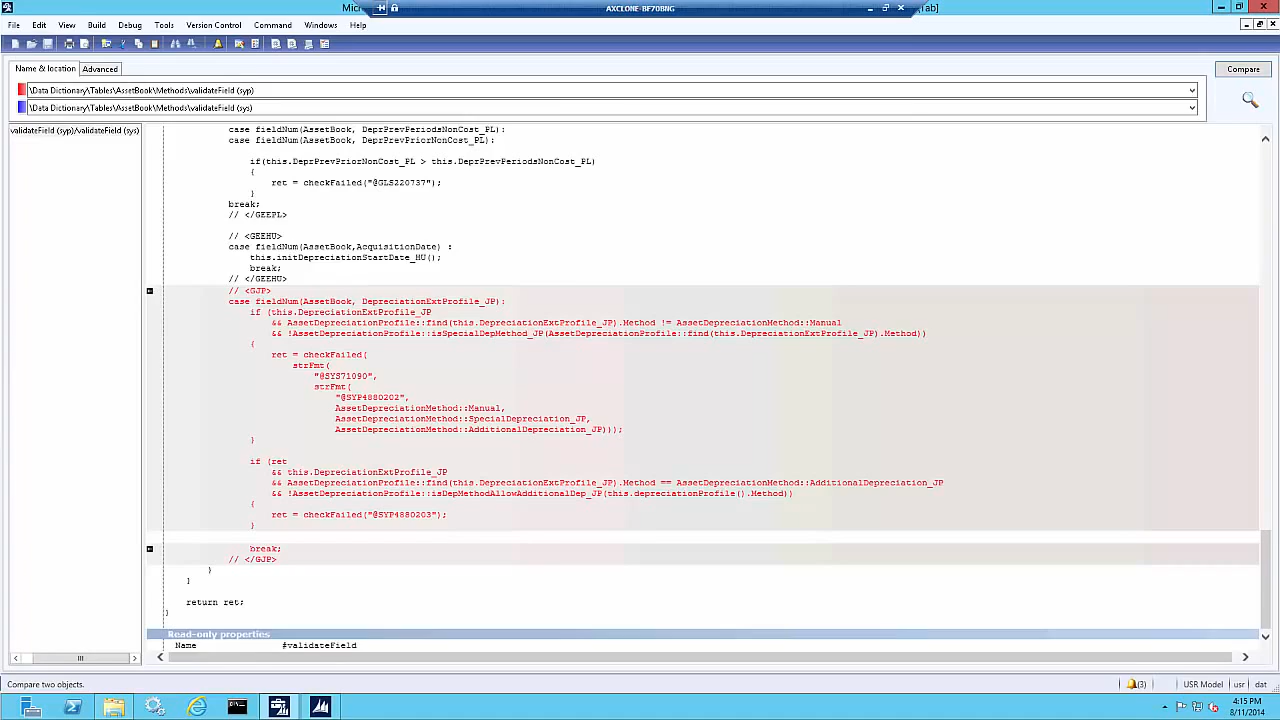 Mic
AXCLONE-BF70BNG
Tab]
File Edit View Build Debug Tools Version Control Command Windows Help
Name & location Advanced
Compare
\Data Dictionary\Tables\AssetBook\Methods\validateField (syp)
\Data Dictionary\Tables\AssetBook\Methods\validateField (sys)
validateField (syp)/validateField (sys)
case fieldNum(AssetBook, DeprPrevPeriodsNonCost_PL):
case fieldNum(AssetBook, DeprPrevPriorNonCost_PL):
if(this.DeprPrevPriorNonCost_PL > this.DeprPrevPeriodsNonCost_PL)
{
ret = checkFailed("@GLS220737");
}
break;
// </GEEPL>
// <GEEHU>
case fieldNum(AssetBook,AcquisitionDate) :
this.initDepreciationStartDate_HU();
break;
// </GEEHU>
// <GJP>
case fieldNum(AssetBook, DepreciationExtProfile_JP):
if (this.DepreciationExtProfile_JP
&& AssetDepreciationProfile::find(this.DepreciationExtProfile_JP).Method != AssetDepreciationMethod::Manual
&& !AssetDepreciationProfile::isSpecialDepMethod_JP(AssetDepreciationProfile::find(this.DepreciationExtProfile_JP).Method))
{
ret = checkFailed(
strFmt(
"@SYS71090",
strFmt(
"@SYP4880202",
AssetDepreciationMethod::Manual,
AssetDepreciationMethod::SpecialDepreciation_JP,
AssetDepreciationMethod::AdditionalDepreciation_JP)));
}
if (ret
&& this.DepreciationExtProfile_JP
&& AssetDepreciationProfile::find(this.DepreciationExtProfile_JP).Method == AssetDepreciationMethod::AdditionalDepreciation_JP
&& !AssetDepreciationProfile::isDepMethodAllowAdditionalDep_JP(this.depreciationProfile().Method))
{
ret = checkFailed("@SYP4880203");
}
break;
// </GJP>
}
}
return ret;
}
Read-only properties
Name #validateField
Compare two objects.
(3) USR Model usr dat
4:15 PM
8/11/2014